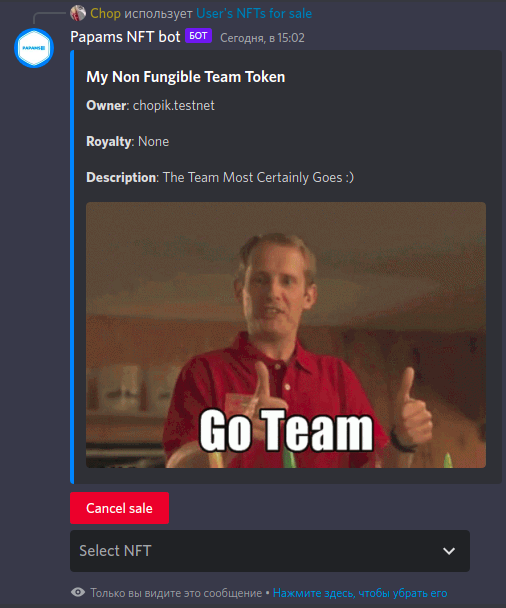 Chop использует User's NFTs for sale
Papams NFT bot БОТ Сегодня, в 15:02
PAPAMS
My Non Fungible Team Token
Owner: chopik.testnet
Royalty: None
Description: The Team Most Certainly Goes :)
Go Team
Cancel sale
Select NFT
Только вы видите это сообщение • Нажмите здесь, чтобы убрать его